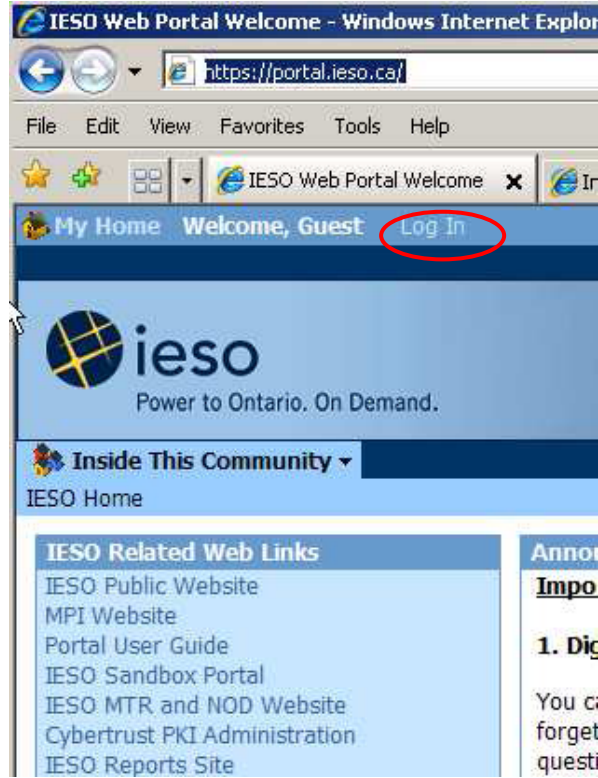 IESO Web Portal Welcome - Windows Internet Explor
https://portal.ieso.ca/
File Edit View Favorites Tools Help
IESO Web Portal Welcome
My Home Welcome, Guest Log In
ieso
Power to Ontario. On Demand.
Inside This Community
IESO Home
IESO Related Web Links
IESO Public Website
MPI Website
Portal User Guide
IESO Sandbox Portal
IESO MTR and NOD Website
Cybertrust PKI Administration
IESO Reports Site
Annou
Impo
1. Dig
You ca
forget
questi